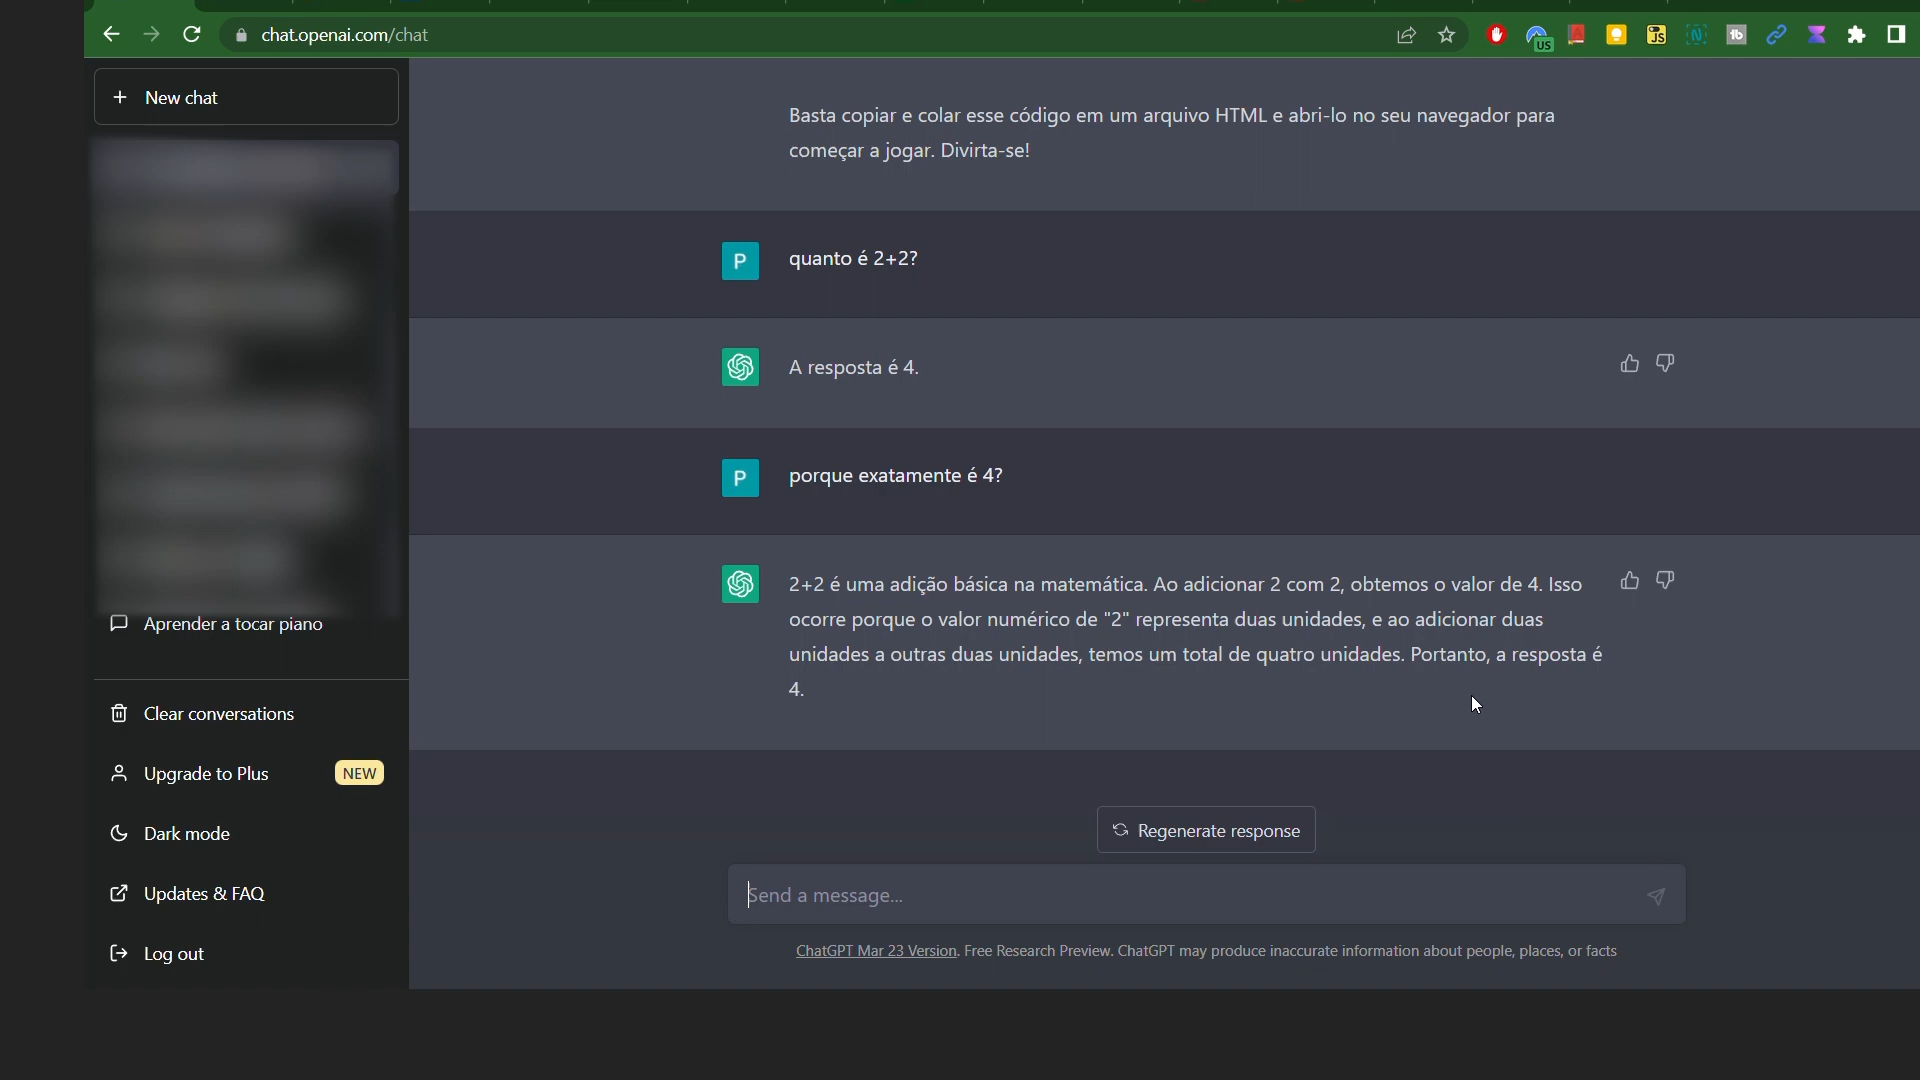 chat.openai.com/chat
US
JS
N
tb
New chat
Basta copiar e colar esse código em um arquivo HTML e abri-lo no seu navegador para
começar a jogar. Divirta-se!
P
quanto é 2+2?
A resposta é 4.
P
porque exatamente é 4?
2+2 é uma adição básica na matemática. Ao adicionar 2 com 2, obtemos o valor de 4. Isso
ocorre porque o valor numérico de "2" representa duas unidades, e ao adicionar duas
unidades a outras duas unidades, temos um total de quatro unidades. Portanto, a resposta é
4.
Aprender a tocar piano
Clear conversations
Upgrade to Plus
NEW
Dark mode
Updates & FAQ
Log out
Regenerate response
Send a message...
ChatGPT Mar 23 Version. Free Research Preview. ChatGPT may produce inaccurate information about people, places, or facts